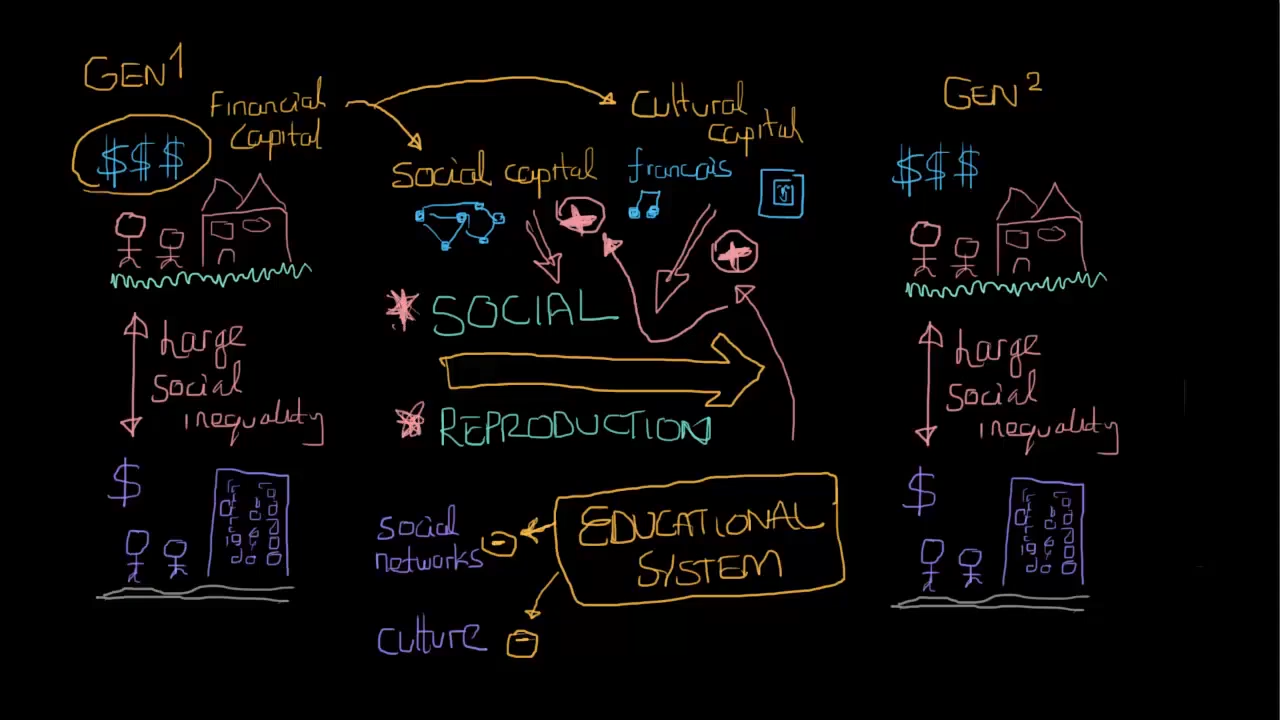 GEN 1
Financial
capital
$$$
Large
social
inequality
$
Social capital
Cultural
capital
francais
* SOCIAL
* REPRODUCTION
social
networks -
culture -
EDUCATIONAL
SYSTEM
GEN 2
$$$
Large
social
inequality
$